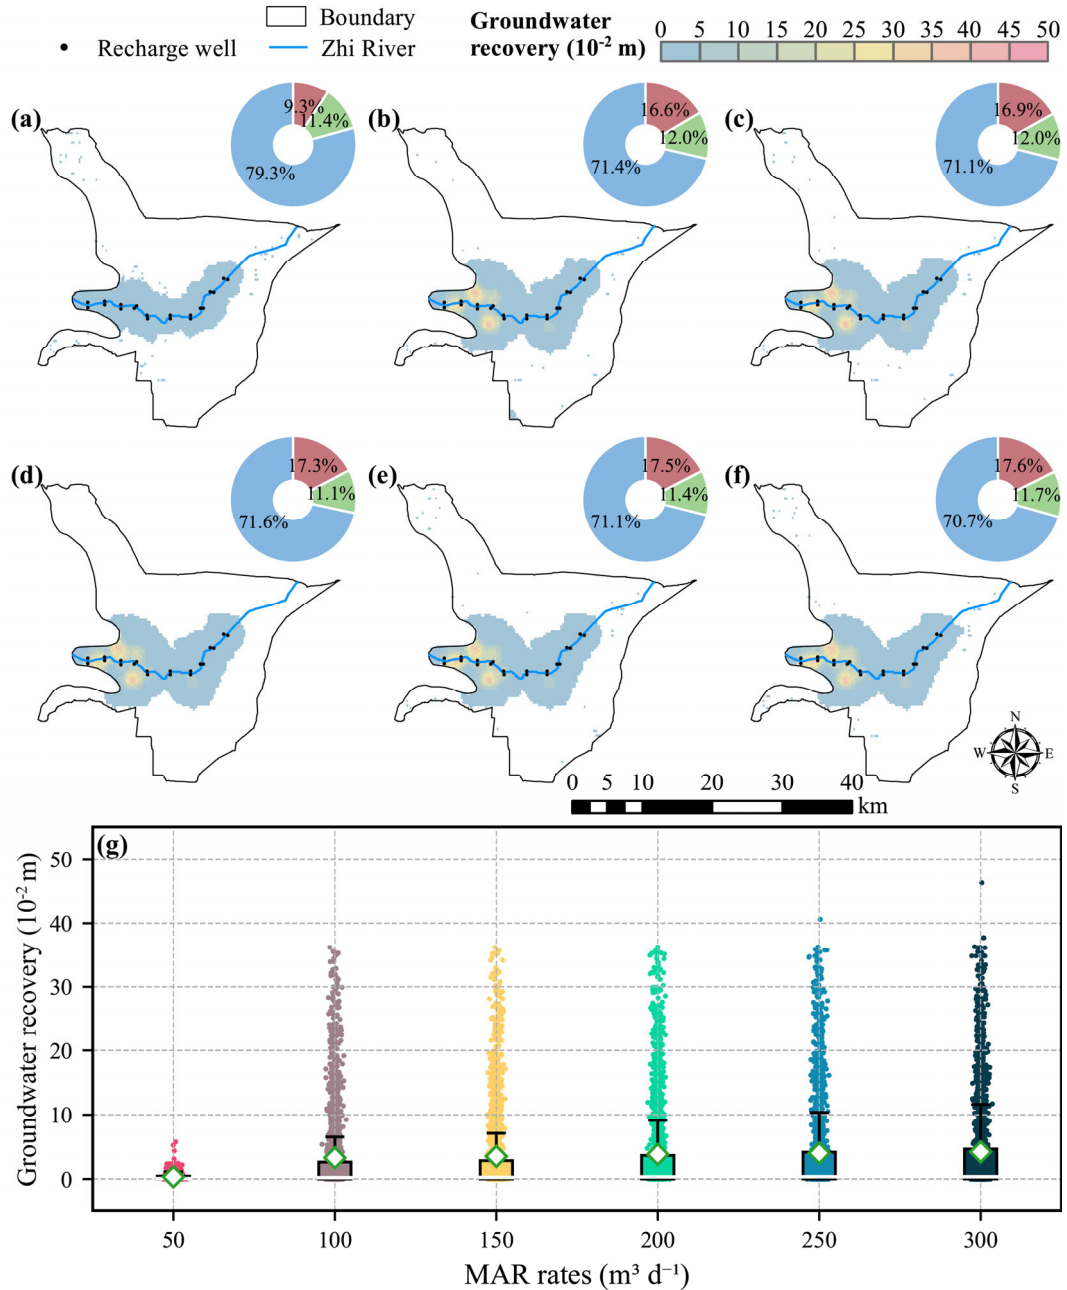 Boundary
Recharge well
Zhi River
Groundwater
recovery (10⁻² m)
0 5 10 15 20 25 30 35 40 45 50
(a)
9.3%
11.4%
79.3%
(b)
16.6%
12.0%
71.4%
(c)
16.9%
12.0%
71.1%
(d)
17.3%
11.1%
71.6%
(e)
17.5%
11.4%
71.1%
(f)
17.6%
11.7%
70.7%
N
W E
S
0 5 10 20 30 40
km
(g)
Groundwater recovery (10⁻² m)
50
40
30
20
10
0
50 100 150 200 250 300
MAR rates (m³ d⁻¹)